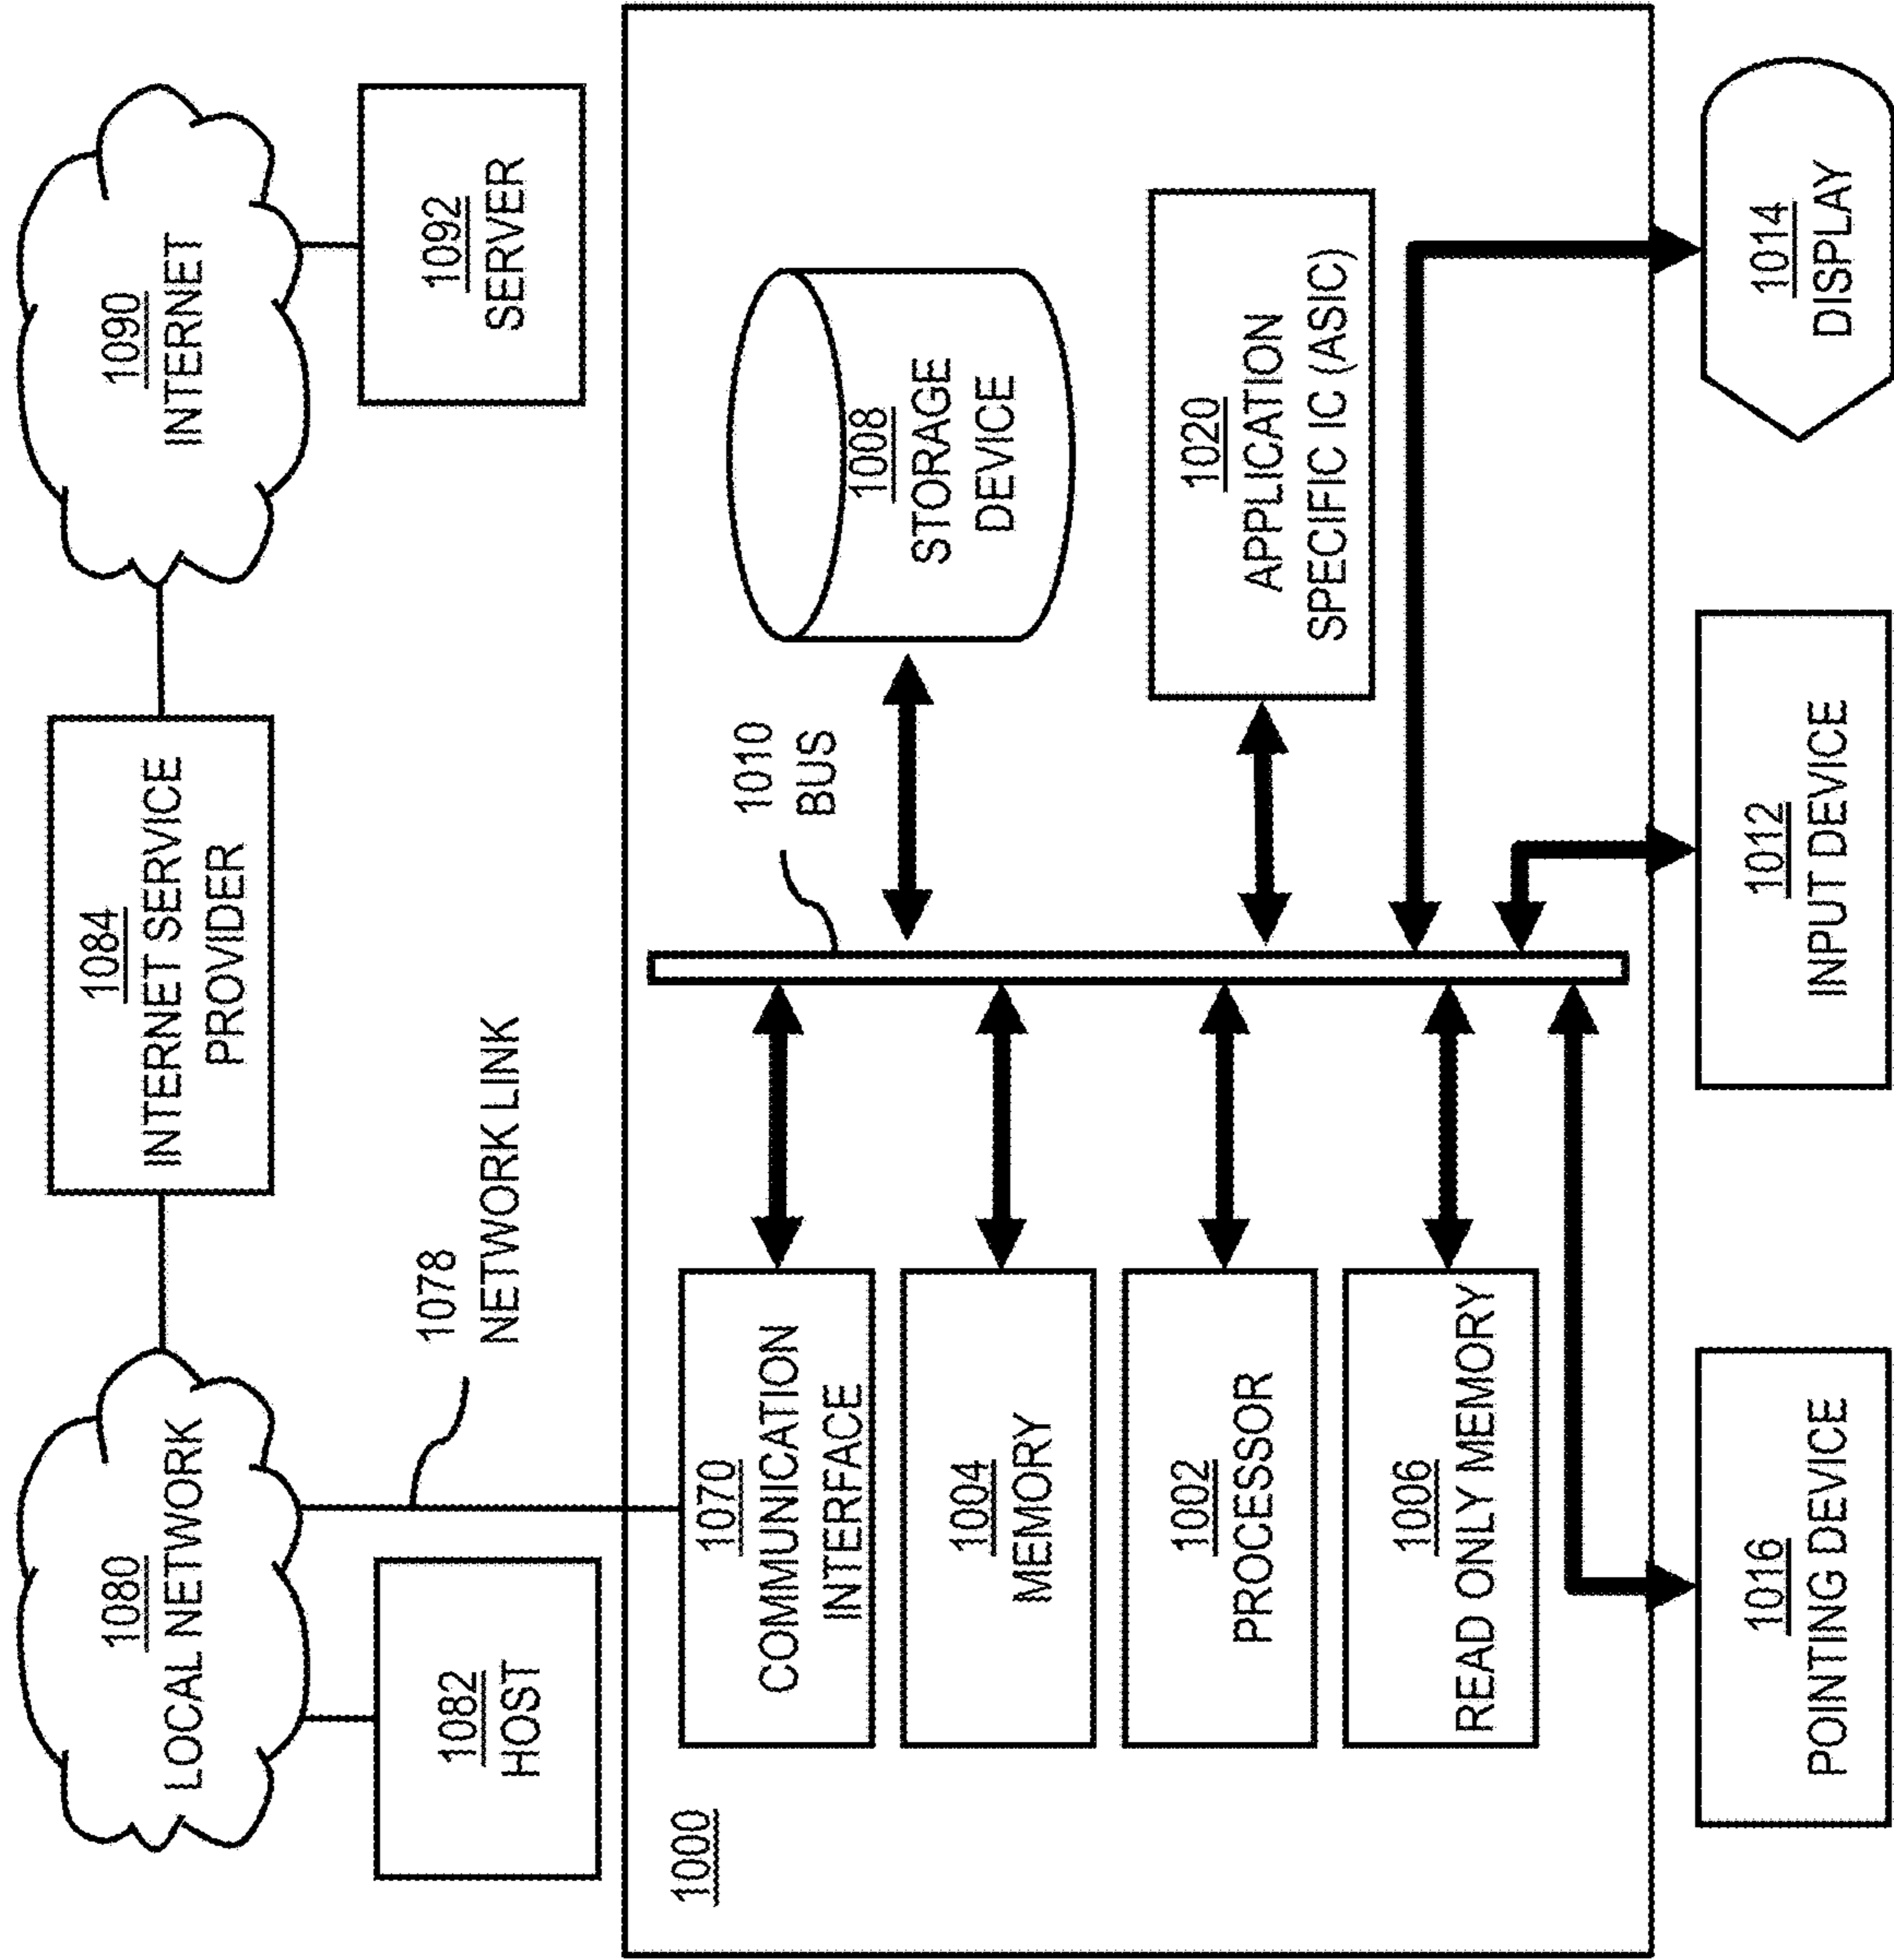 1080
LOCAL NETWORK
1084
INTERNET SERVICE
PROVIDER
1090
INTERNET
1082
HOST
1078
NETWORK LINK
1092
SERVER
1000
1070
COMMUNICATION
INTERFACE
1010
BUS
1008
STORAGE
DEVICE
1004
MEMORY
1002
PROCESSOR
1020
APPLICATION
SPECIFIC IC (ASIC)
1006
READ ONLY MEMORY
1016
POINTING DEVICE
1012
INPUT DEVICE
1014
DISPLAY